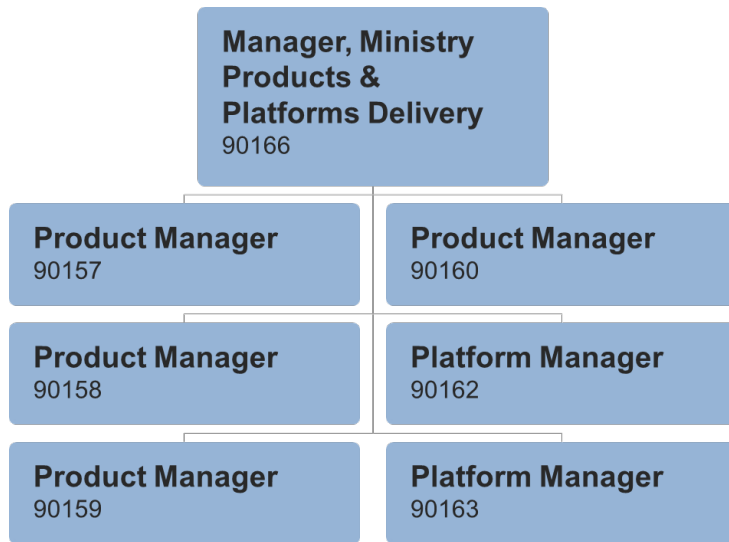 Manager, Ministry
Products &
Platforms Delivery
90166
Product Manager
90157
Product Manager
90160
Product Manager
90158
Platform Manager
90162
Product Manager
90159
Platform Manager
90163